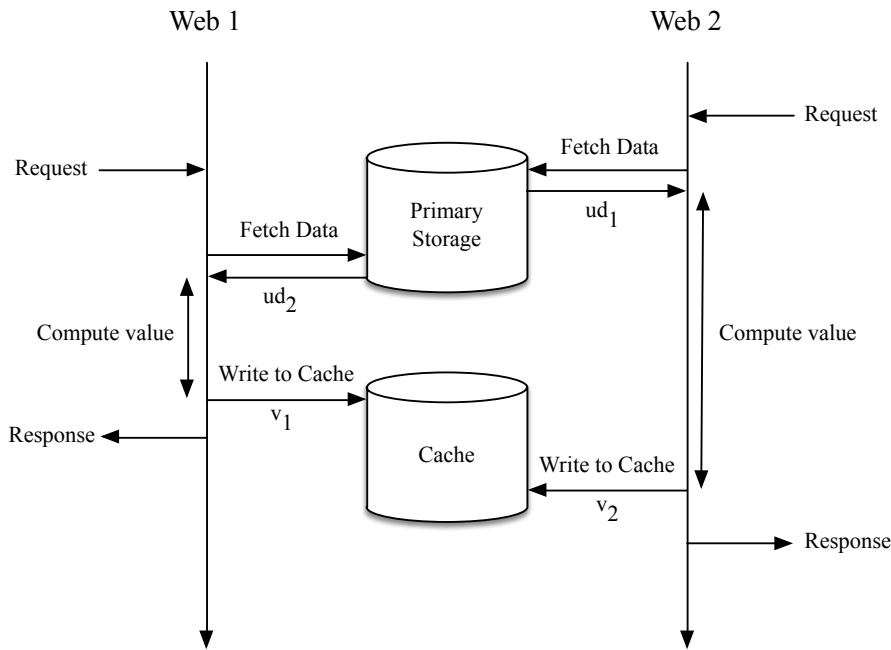 Web 1
Web 2
Request
Fetch Data
Request
ud1
Primary
Storage
Fetch Data
ud2
Compute value
Compute value
Write to Cache
v1
Response
Cache
Write to Cache
v2
Response